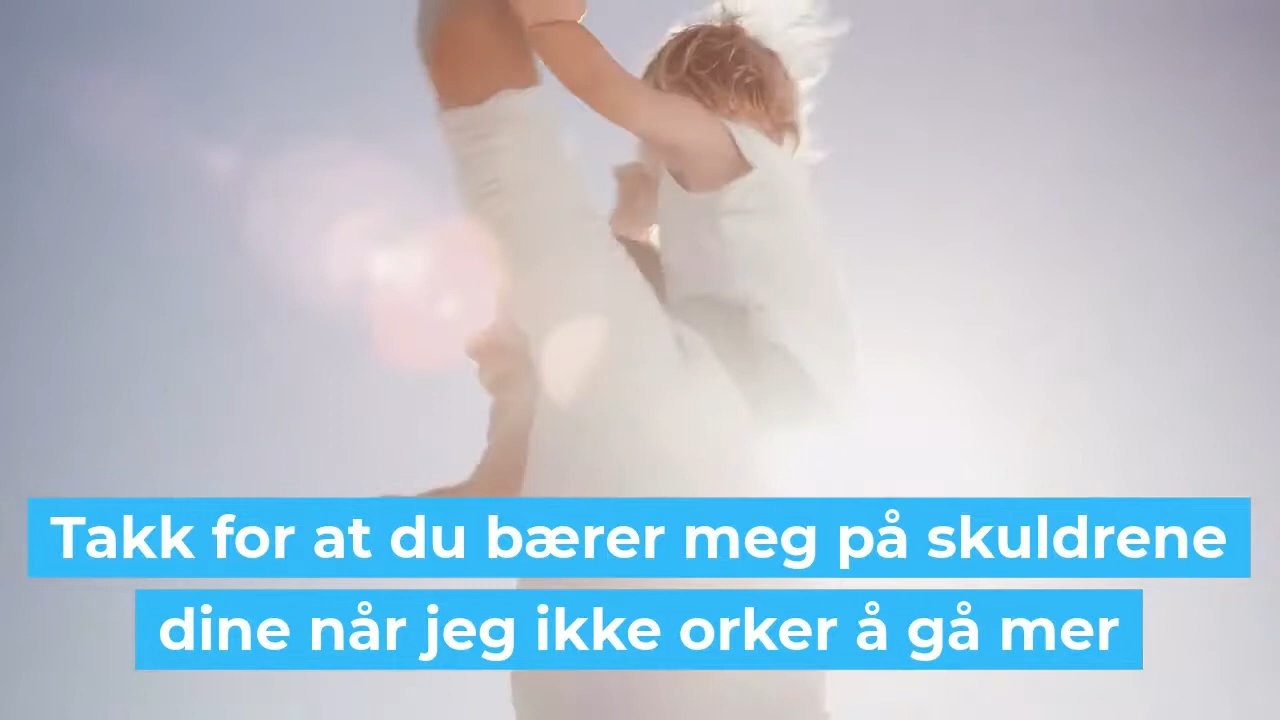 Takk for at du bærer meg på skuldrene
dine når jeg ikke orker å gå mer